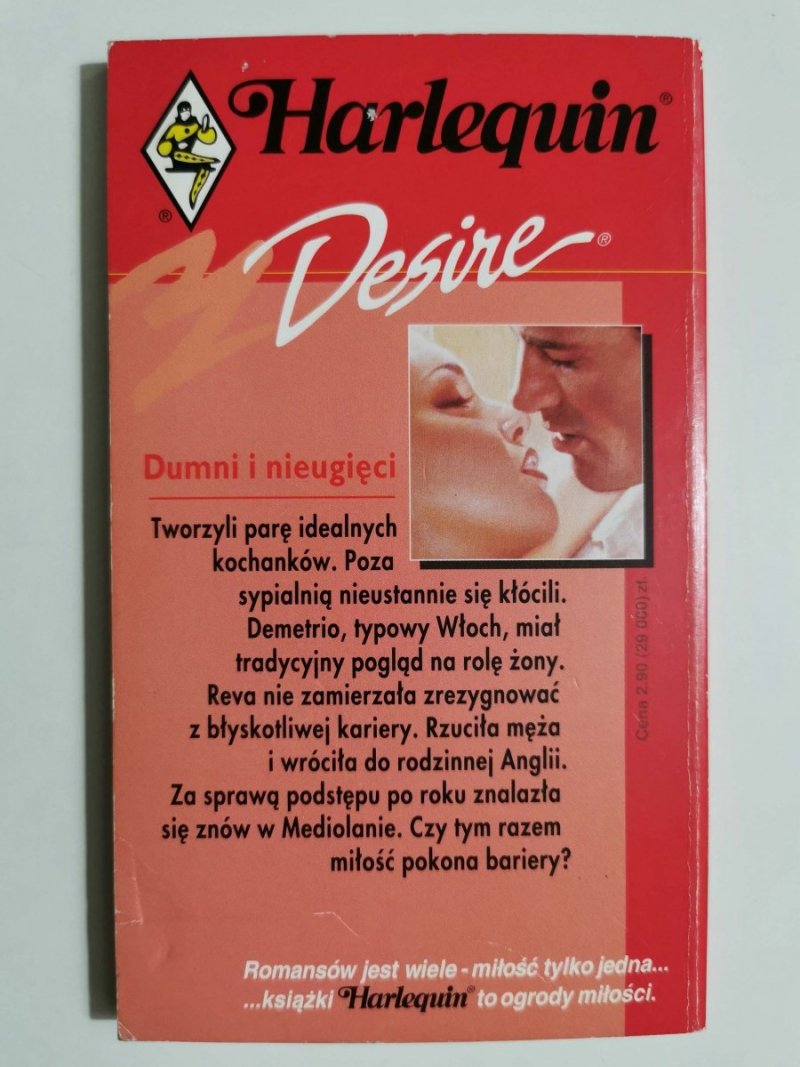 Harlequin®
®
Desire®
Dumni i nieugięci
Tworzyli parę idealnych
kochanków. Poza
sypialnią nieustannie się kłócili.
Demetrio, typowy Włoch, miał
tradycyjny pogląd na rolę żony.
Reva nie zamierzała zrezygnować
z błyskotliwej kariery. Rzuciła męża
i wróciła do rodzinnej Anglii.
Za sprawą podstępu po roku znalazła
się znów w Mediolanie. Czy tym razem
miłość pokona bariery?
Cena 2.90 (29 000) zł
Romansów jest wiele - miłość tylko jedna...
...książki Harlequin® to ogrody miłości.